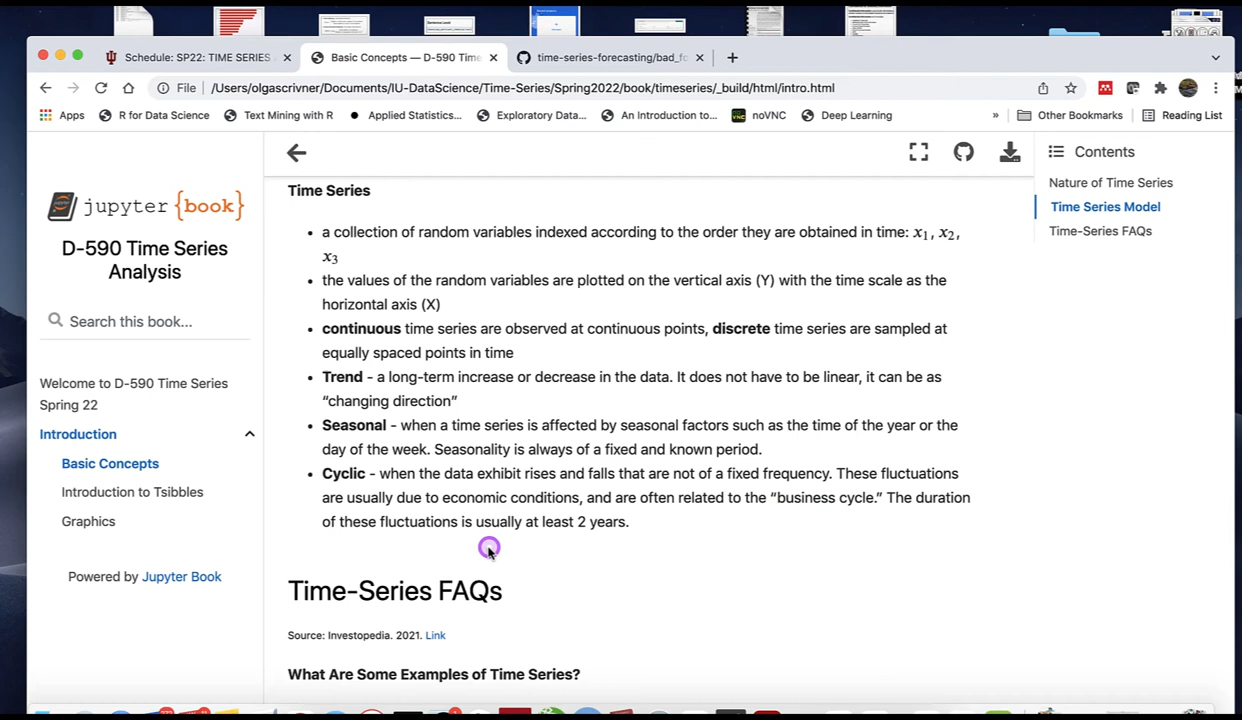 Schedule: SP22: TIME SERIES
Basic Concepts — D-590 Time
time-series-forecasting/bad_fo
File
/Users/olgascrivner/Documents/IU-DataScience/Time-Series/Spring2022/book/timeseries/_build/html/intro.html
Apps
R for Data Science
Text Mining with R
Applied Statistics...
Exploratory Data...
An Introduction to...
noVNC
Deep Learning
»
Other Bookmarks
Reading List
jupyter {book}
D-590 Time Series
Analysis
Search this book...
Welcome to D-590 Time Series
Spring 22
Introduction
Basic Concepts
Introduction to Tsibbles
Graphics
Powered by Jupyter Book
Time Series
• a collection of random variables indexed according to the order they are obtained in time: x₁, x₂,
x₃
• the values of the random variables are plotted on the vertical axis (Y) with the time scale as the
horizontal axis (X)
• continuous time series are observed at continuous points, discrete time series are sampled at
equally spaced points in time
• Trend - a long-term increase or decrease in the data. It does not have to be linear, it can be as
“changing direction”
• Seasonal - when a time series is affected by seasonal factors such as the time of the year or the
day of the week. Seasonality is always of a fixed and known period.
• Cyclic - when the data exhibit rises and falls that are not of a fixed frequency. These fluctuations
are usually due to economic conditions, and are often related to the “business cycle.” The duration
of these fluctuations is usually at least 2 years.
Time-Series FAQs
Source: Investopedia. 2021. Link
What Are Some Examples of Time Series?
Contents
Nature of Time Series
Time Series Model
Time-Series FAQs